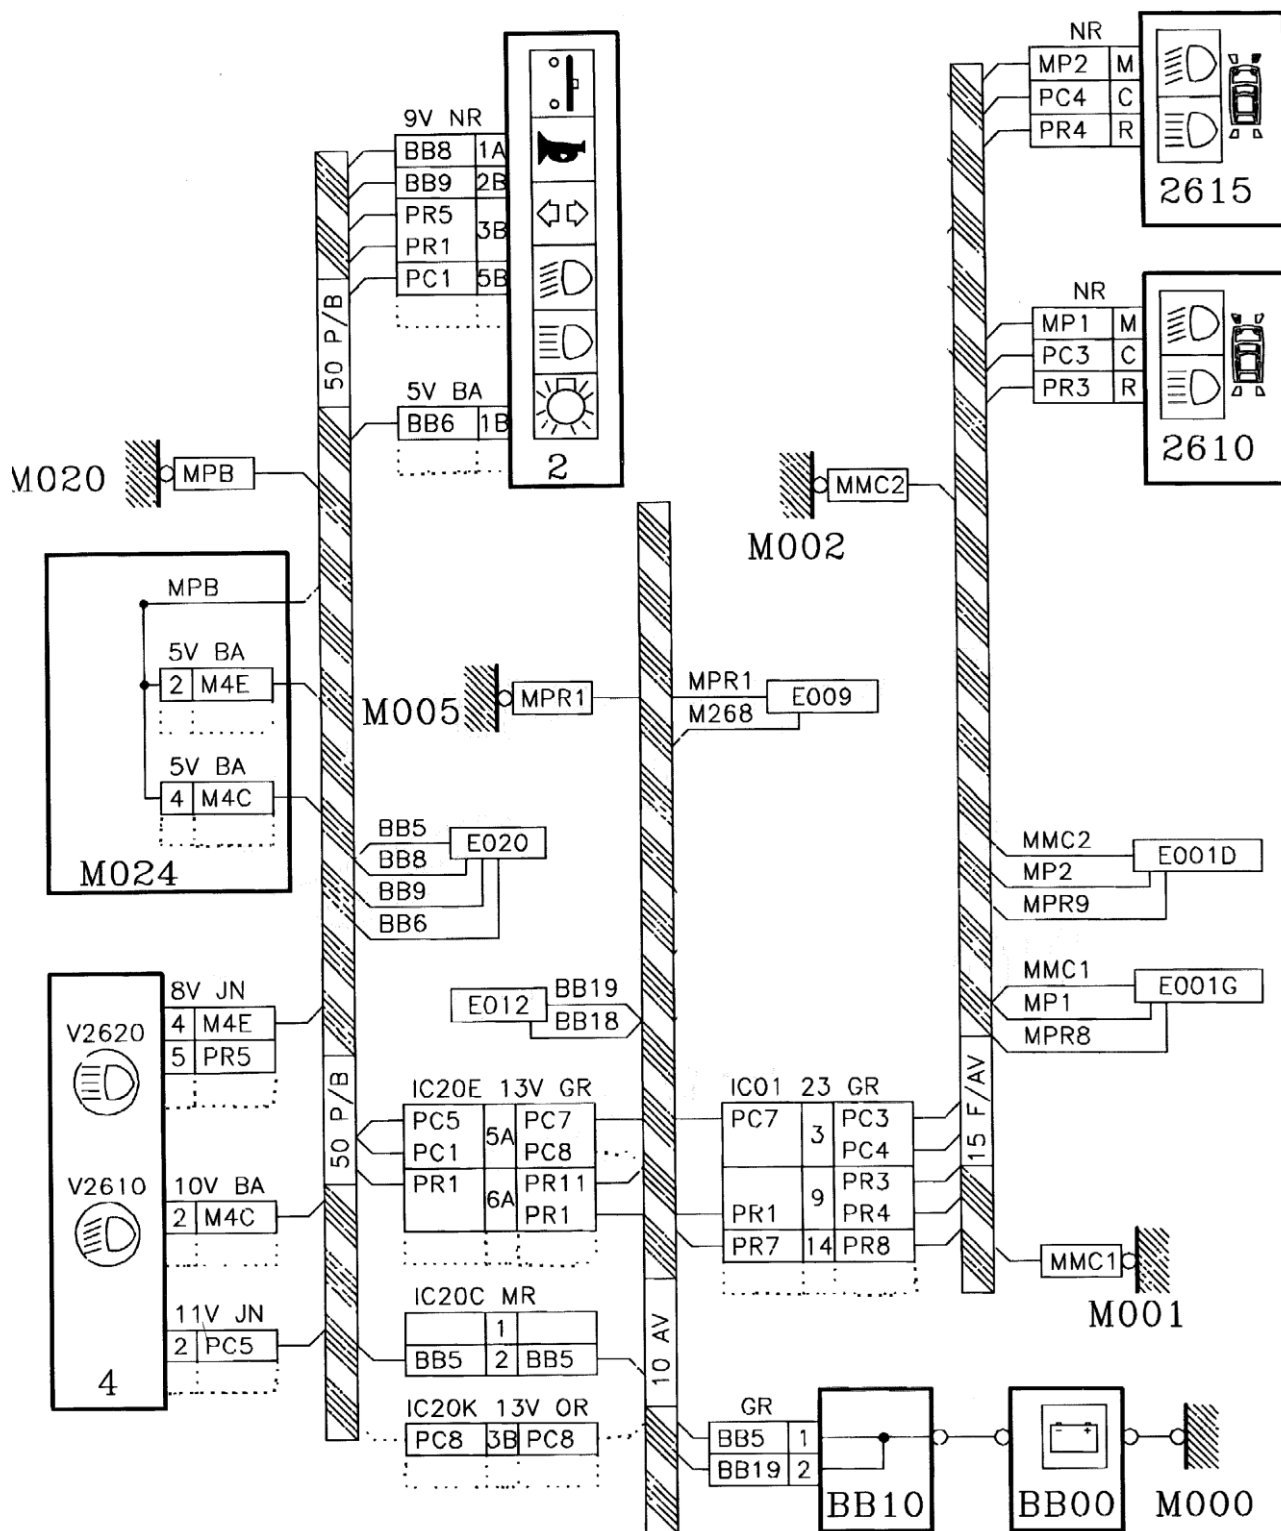 9V NR
BB8 1A
BB9 2B
PR5
3B
PR1
PC1 5B
5V BA
BB6 1B
2
50 P/B
M020
MPB
MPB
5V BA
2 M4E
5V BA
4 M4C
M024
BB5
E020
BB8
BB9
BB6
8V JN
V2620
4 M4E
5 PR5
V2610
10V BA
2 M4C
11V JN
2 PC5
4
50 P/B
IC20E 13V GR
PC5 PC7
5A
PC1 PC8
PR1 PR11
6A
PR1
IC20C MR
1
BB5 2 BB5
IC20K 13V OR
PC8 3B PC8
M005
MPR1
MPR1
E009
M268
E012
BB19
BB18
10 AV
IC01 23 GR
PC7 PC3
3
PC4
PR3
9
PR1 PR4
PR7 14 PR8
GR
BB5 1
BB19 2
BB10
BB00
M000
NR
MP2 M
PC4 C
PR4 R
2615
NR
MP1 M
PC3 C
PR3 R
2610
MMC2
M002
MMC2
E001D
MP2
MPR9
MMC1
E001G
MP1
MPR8
15 F/AV
MMC1
M001